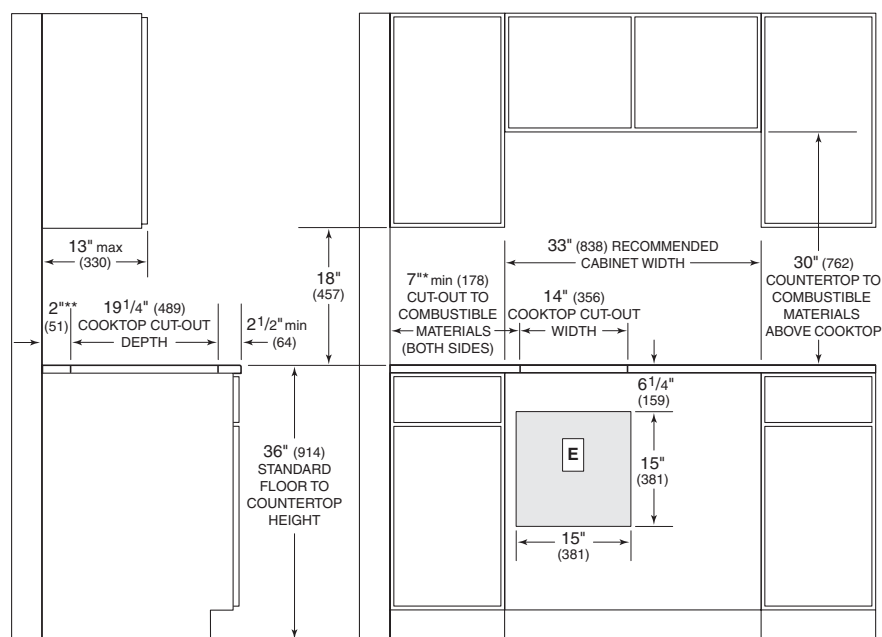 13" max
(330)
18"
(457)
2"**
(51)
19 1/4" (489)
COOKTOP CUT-OUT
DEPTH
2 1/2" min
(64)
36" (914)
STANDARD
FLOOR TO
COUNTERTOP
HEIGHT
33" (838) RECOMMENDED
CABINET WIDTH
7"* min (178)
CUT-OUT TO
COMBUSTIBLE
MATERIALS
(BOTH SIDES)
14" (356)
COOKTOP CUT-OUT
WIDTH
30" (762)
COUNTERTOP TO
COMBUSTIBLE
MATERIALS
ABOVE COOKTOP
6 1/4"
(159)
E
15"
(381)
15"
(381)